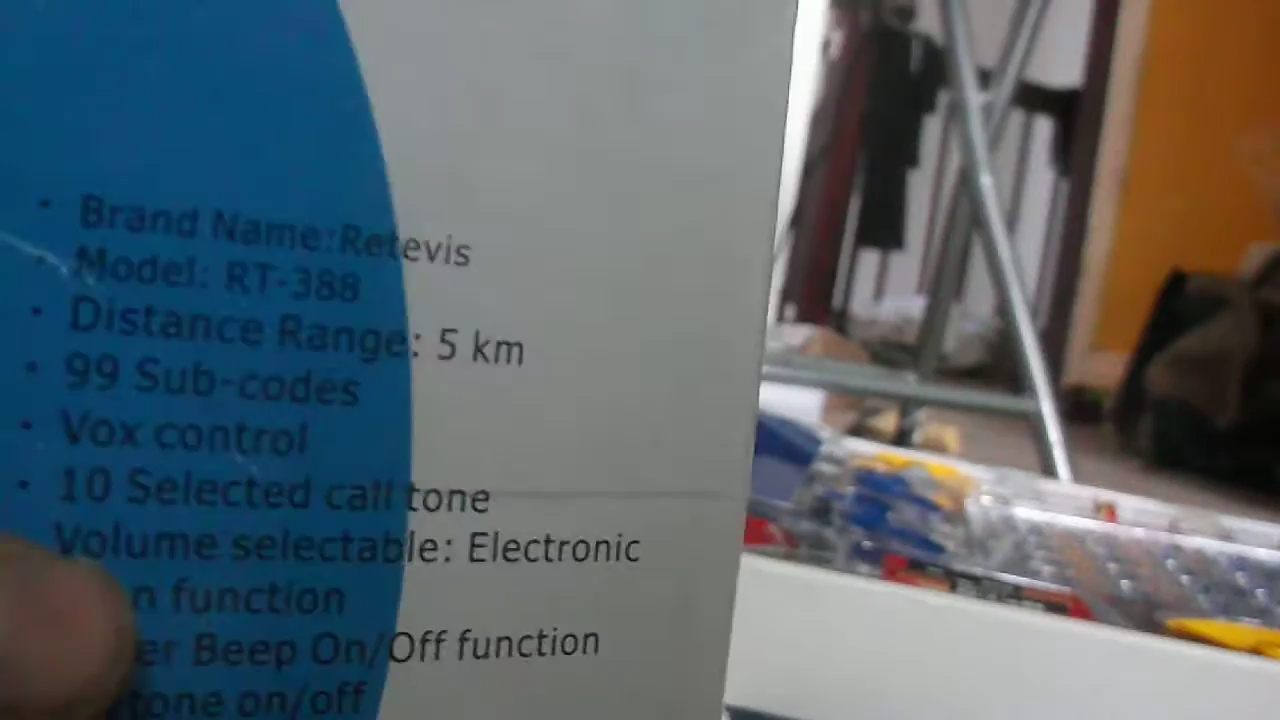 · Brand Name:Retevis
· Model: RT-388
· Distance Range: 5 km
· 99 Sub-codes
· Vox control
· 10 Selected call tone
Volume selectable: Electronic
n function
er Beep On/Off function
tone on/off